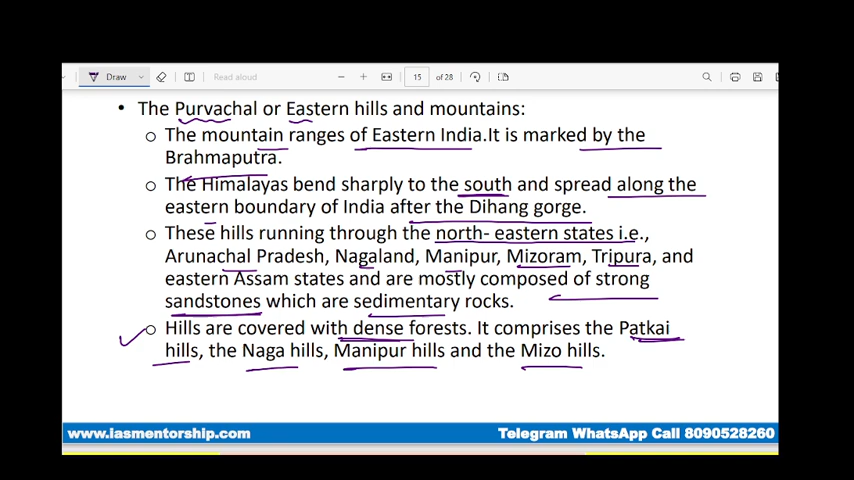 Draw
Read aloud
15 of 28
• The Purvachal or Eastern hills and mountains:
o The mountain ranges of Eastern India.It is marked by the
Brahmaputra.
o The Himalayas bend sharply to the south and spread along the
eastern boundary of India after the Dihang gorge.
o These hills running through the north- eastern states i.e.,
Arunachal Pradesh, Nagaland, Manipur, Mizoram, Tripura, and
eastern Assam states and are mostly composed of strong
sandstones which are sedimentary rocks.
o Hills are covered with dense forests. It comprises the Patkai
hills, the Naga hills, Manipur hills and the Mizo hills.
www.iasmentorship.com
Telegram WhatsApp Call 8090528260